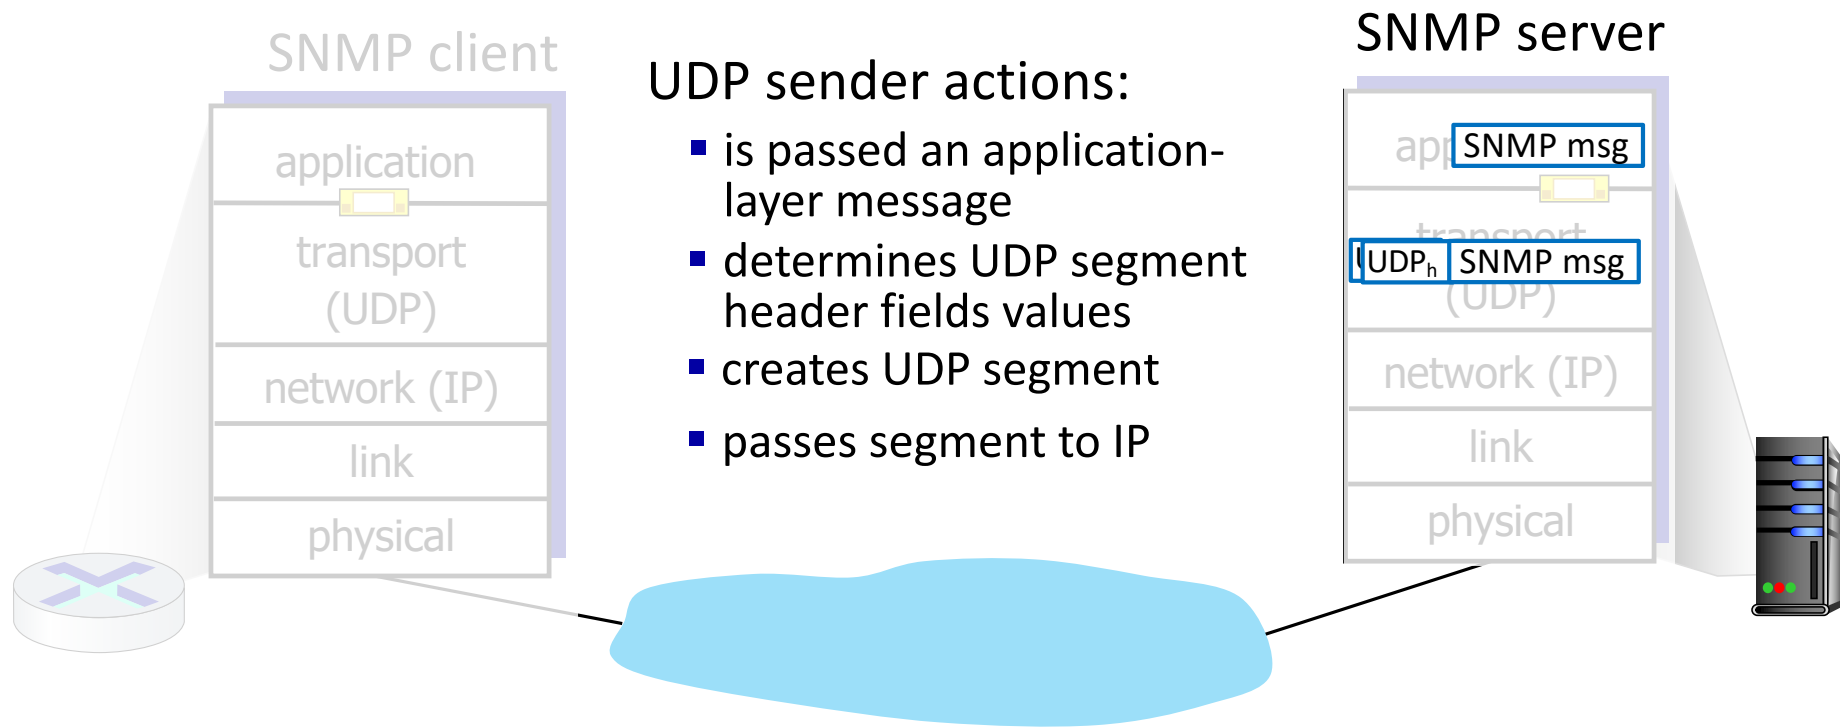 SNMP client
application
transport
(UDP)
network (IP)
link
physical
UDP sender actions:
is passed an application-
layer message
determines UDP segment
header fields values
creates UDP segment
passes segment to IP
SNMP server
SNMP msg
transport
UDPh SNMP msg
(UDP)
network (IP)
link
physical